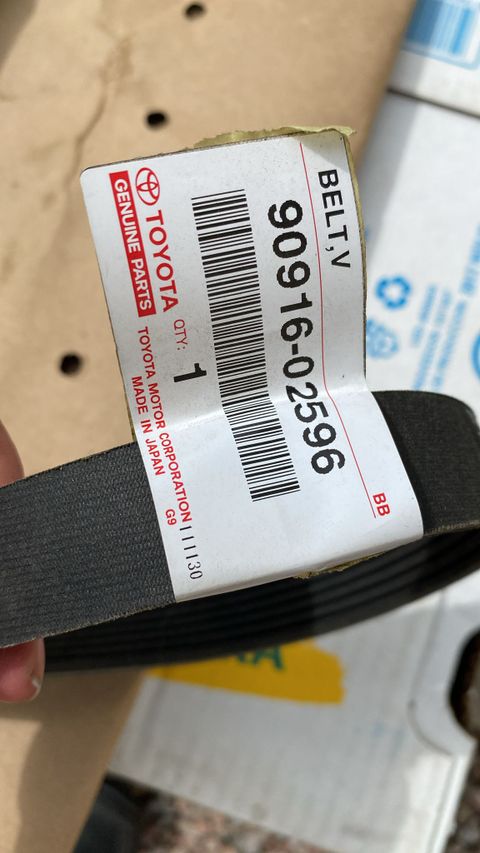 BELT,V
90916-02596
BB
TOYOTA
GENUINE PARTS
QTY: 1
TOYOTA MOTOR CORPORATION
MADE IN JAPAN
G9
111130